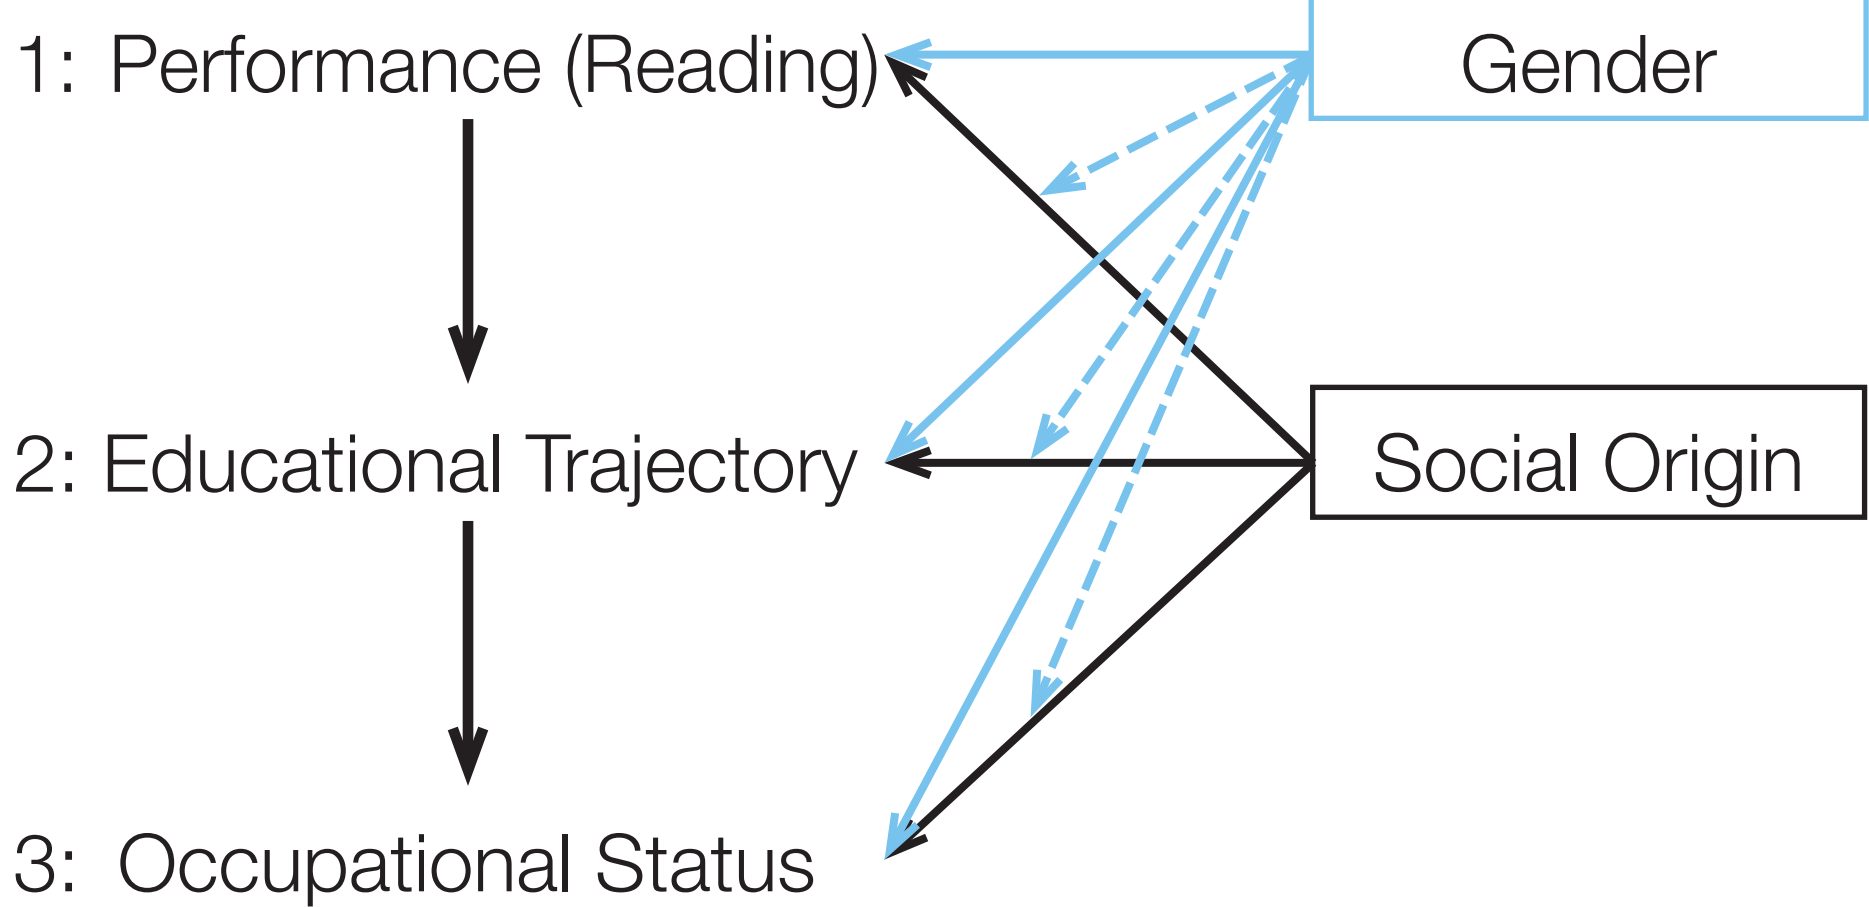 1: Performance (Reading)
Gender
2: Educational Trajectory
Social Origin
3: Occupational Status